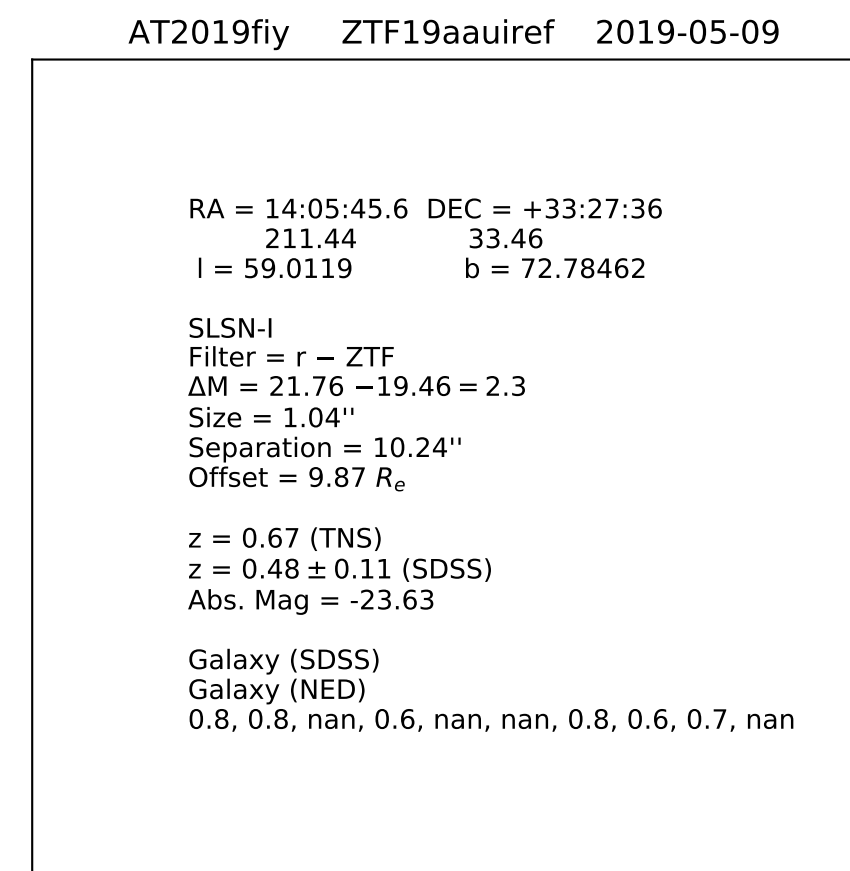 AT2019fiy ZTF19aauiref 2019-05-09
RA = 14:05:45.6 DEC = +33:27:36
211.44 33.46
l = 59.0119 b = 72.78462
SLSN-I
Filter = r − ZTF
ΔM = 21.76 −19.46 = 2.3
Size = 1.04''
Separation = 10.24''
Offset = 9.87 Rₑ
z = 0.67 (TNS)
z = 0.48 ± 0.11 (SDSS)
Abs. Mag = -23.63
Galaxy (SDSS)
Galaxy (NED)
0.8, 0.8, nan, 0.6, nan, nan, 0.8, 0.6, 0.7, nan